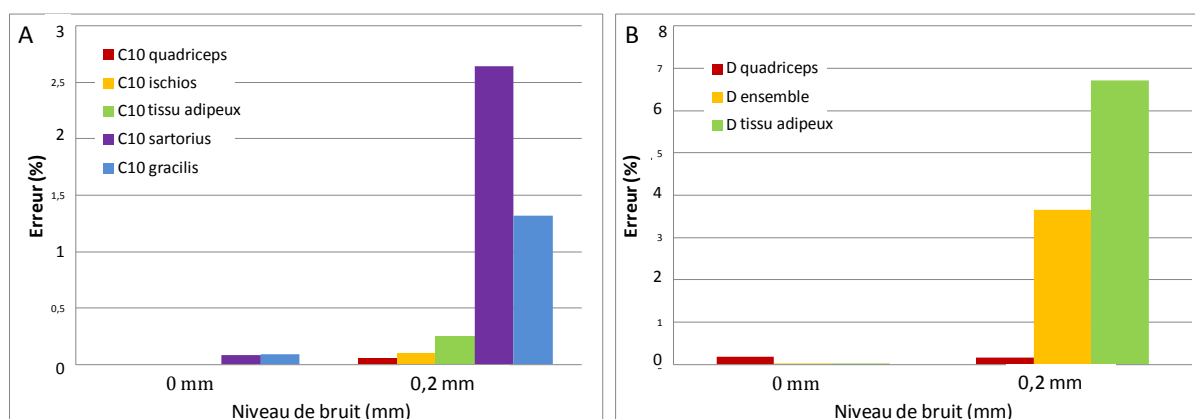 A
Erreur (%)
3
2,5
2
1,5
1
0,5
0
C10 quadriceps
C10 ischios
C10 tissu adipeux
C10 sartorius
C10 gracilis
0 mm
0,2 mm
Niveau de bruit (mm)
B
Erreur (%)
8
7
6
5
4
3
2
1
0
D quadriceps
D ensemble
D tissu adipeux
0 mm
0,2 mm
Niveau de bruit (mm)